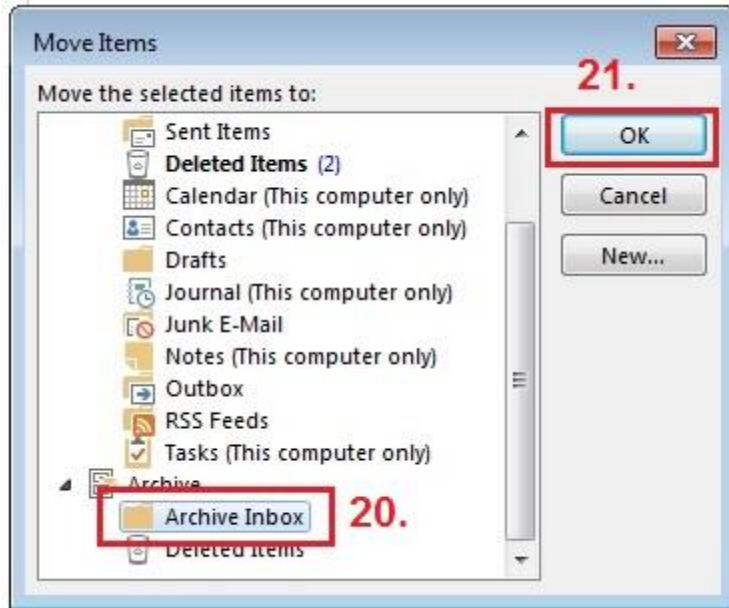 Move Items
21.
Move the selected items to:
OK
Sent Items
Deleted Items (2)
Calendar (This computer only)
Cancel
Contacts (This computer only)
Drafts
New...
Journal (This computer only)
Junk E-Mail
Notes (This computer only)
Outbox
RSS Feeds
Tasks (This computer only)
Archive
Archive Inbox
20.
Deleted Items